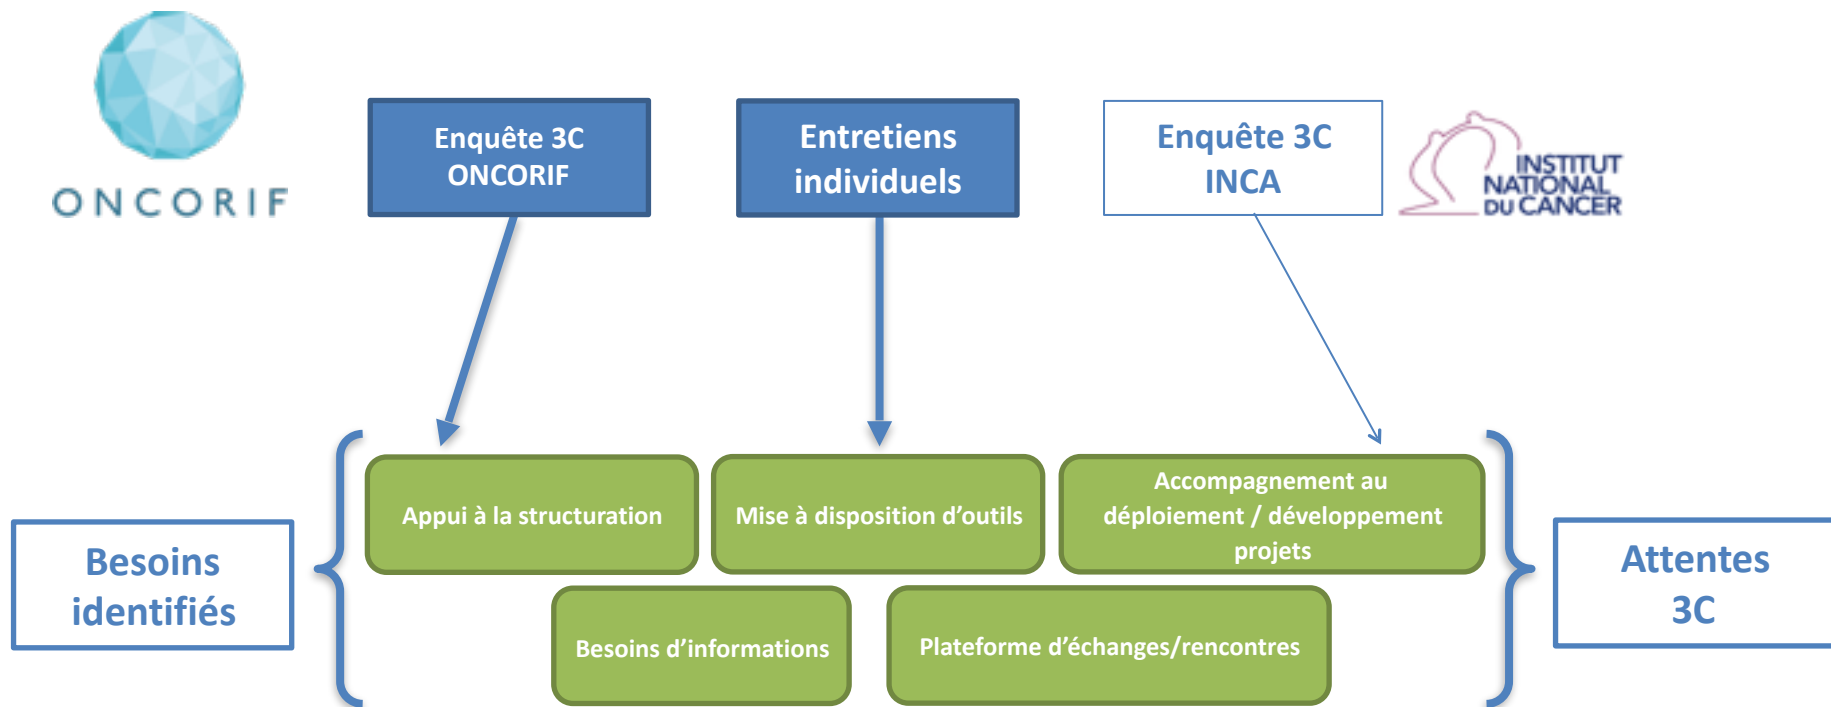 ONCORIF
Enquête 3C
ONCORIF
Entretiens
individuels
Enquête 3C
INCA
INSTITUT
NATIONAL
DU CANCER
Besoins
identifiés
Appui à la structuration
Mise à disposition d’outils
Accompagnement au
déploiement / développement
projets
Besoins d’informations
Plateforme d’échanges/rencontres
Attentes
3C